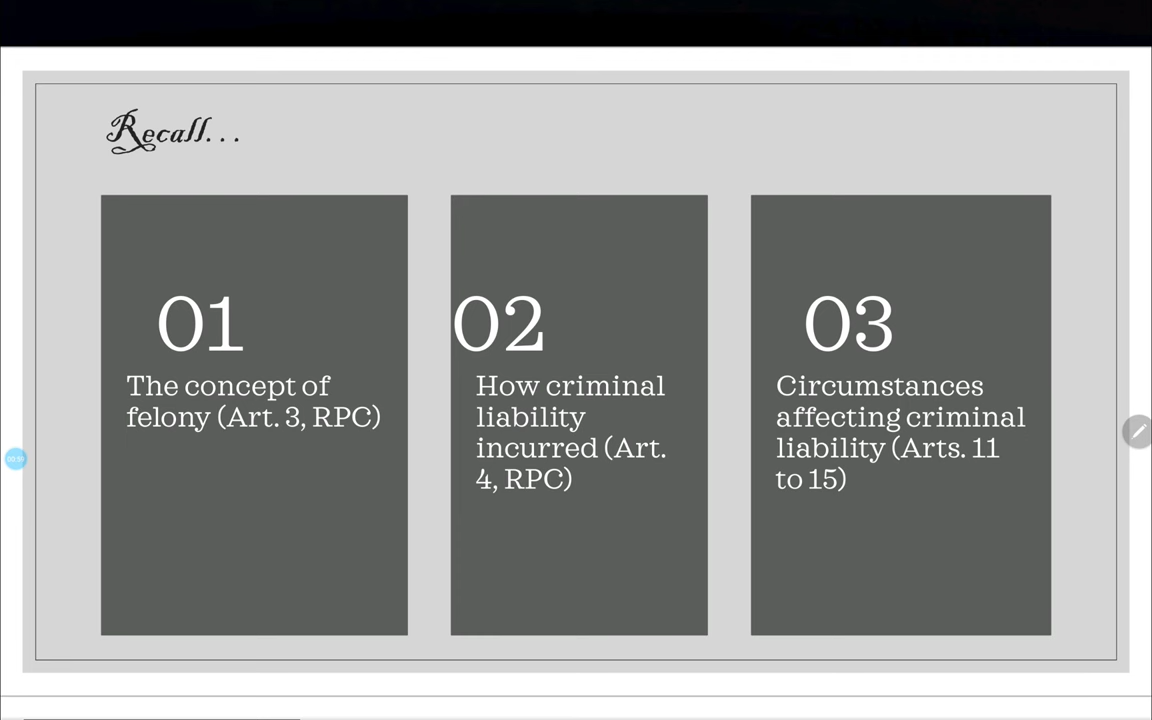 Recall...
01
The concept of
felony (Art. 3, RPC)
02
How criminal
liability
incurred (Art.
4, RPC)
03
Circumstances
affecting criminal
liability (Arts. 11
to 15)